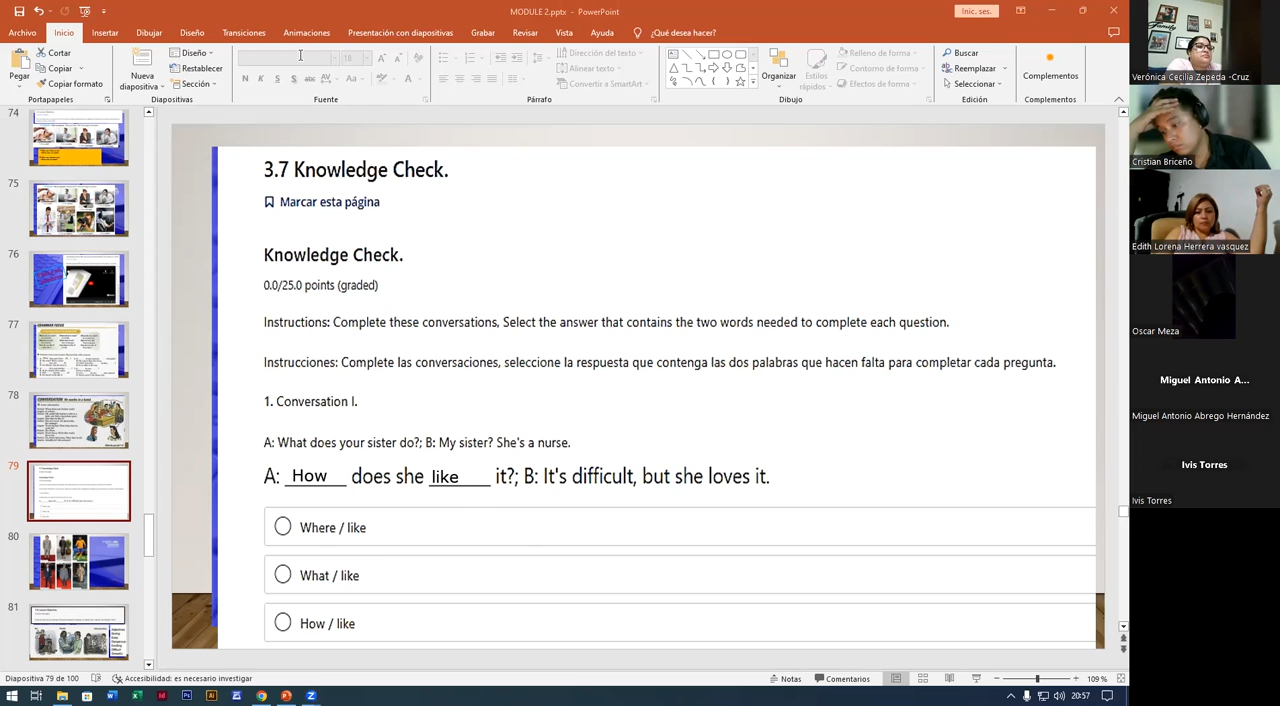 MODULE 2.pptx - PowerPoint
Inic. ses.
Archivo Inicio Insertar Dibujar Diseño Transiciones Animaciones Presentación con diapositivas Grabar Revisar Vista Ayuda ¿Qué desea hacer?
Pegar
Cortar
Copiar
Copiar formato
Portapapeles
Nueva diapositiva
Diseño
Restablecer
Sección
Diapositivas
N K S S abc AV Aa A
Fuente
Dirección del texto
Alinear texto
Convertir a SmartArt
Párrafo
Organizar
Estilos rápidos
Relleno de forma
Contorno de forma
Efectos de forma
Dibujo
Buscar
Reemplazar
Seleccionar
Edición
Complementos
Complementos
74
75
76
77
78
79
80
81
3.7 Knowledge Check.
Marcar esta página
Knowledge Check.
0.0/25.0 points (graded)
Instructions: Complete these conversations. Select the answer that contains the two words needed to complete each question.
Instrucciones: Complete las conversaciones. Seleccione la respuesta que contenga las dos palabras que hacen falta para completar cada pregunta.
1. Conversation I.
A: What does your sister do?; B: My sister? She's a nurse.
A: How does she like it?; B: It's difficult, but she loves it.
Where / like
What / like
How / like
Diapositiva 79 de 100
Accesibilidad: es necesario investigar
Notas
Comentarios
109 %
20:57
Verónica Cecilia Zepeda -Cruz
Cristian Briceño
Edith Lorena Herrera vasquez
Oscar Meza
Miguel Antonio A...
Miguel Antonio Abrego Hernández
Ivis Torres
Ivis Torres